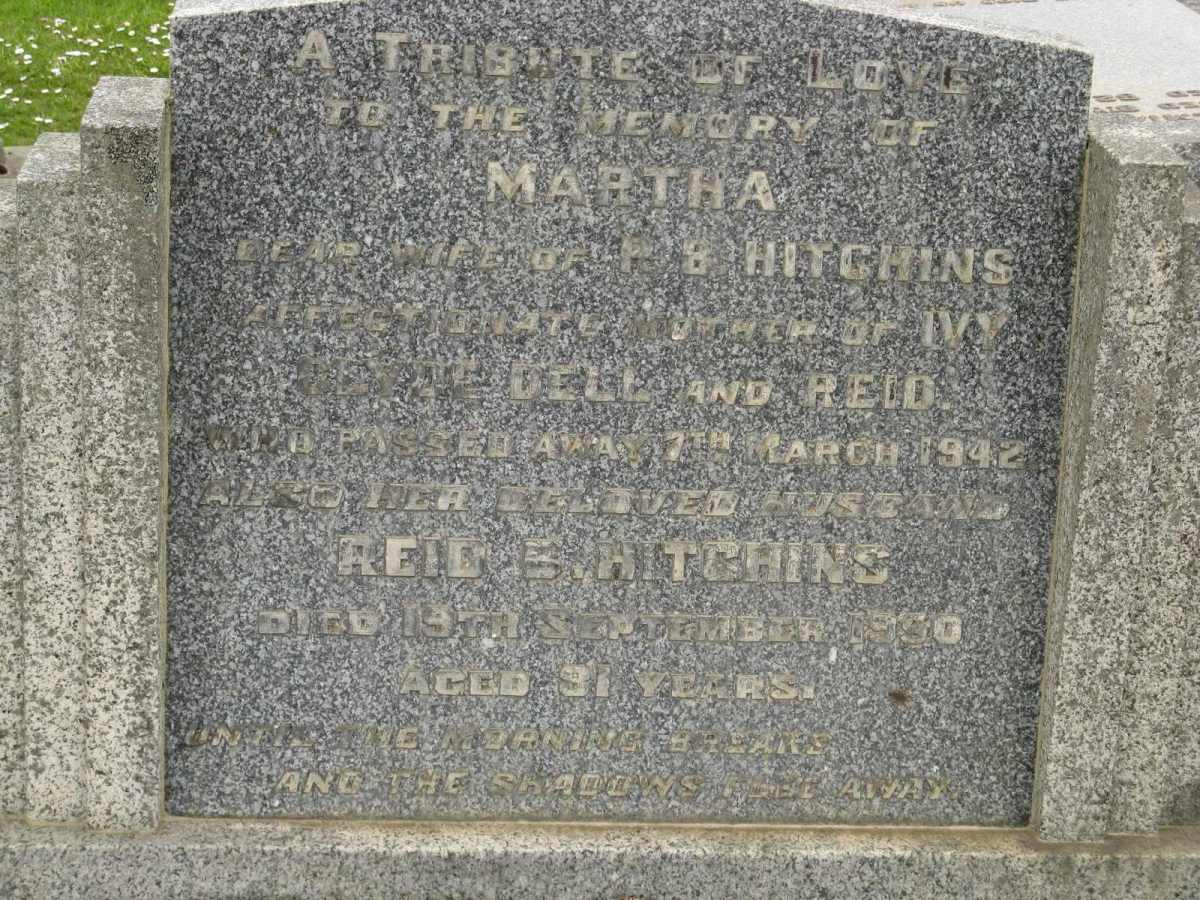 A TRIBUTE OF LOVE
TO THE MEMORY OF
MARTHA
DEAR WIFE OF HITCHINS
AFFECTIONATE MOTHER OF IVY
CLYDE DELL AND REID.
WHO PASSED AWAY 7TH MARCH 1942
ALSO HER BELOVED HUSBAND
REID HITCHINS
DIED SEPTEMBER 1950
AGED 91 YEARS.
UNTIL THE MORNING BREAKS
AND THE SHADOWS FLEE AWAY.